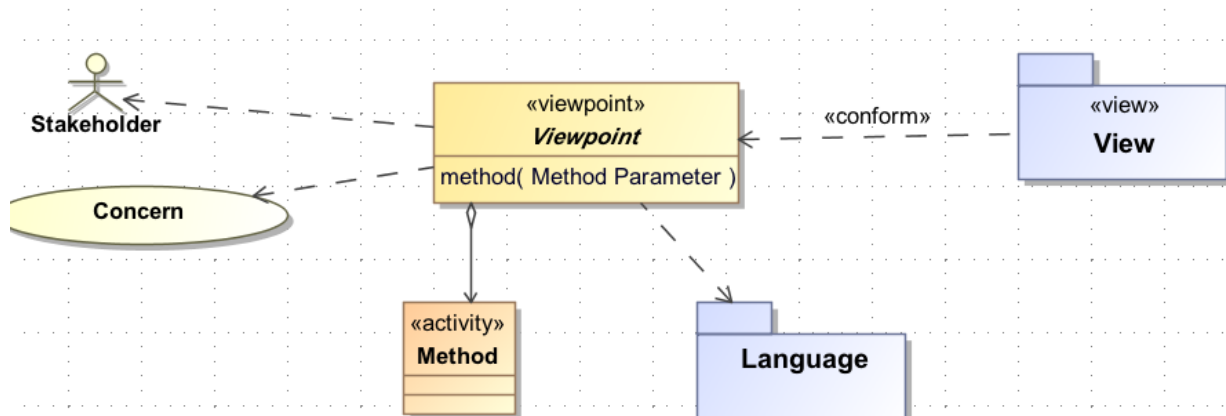 Stakeholder
Concern
«viewpoint»
Viewpoint
method( Method Parameter )
«conform»
«view»
View
«activity»
Method
Language